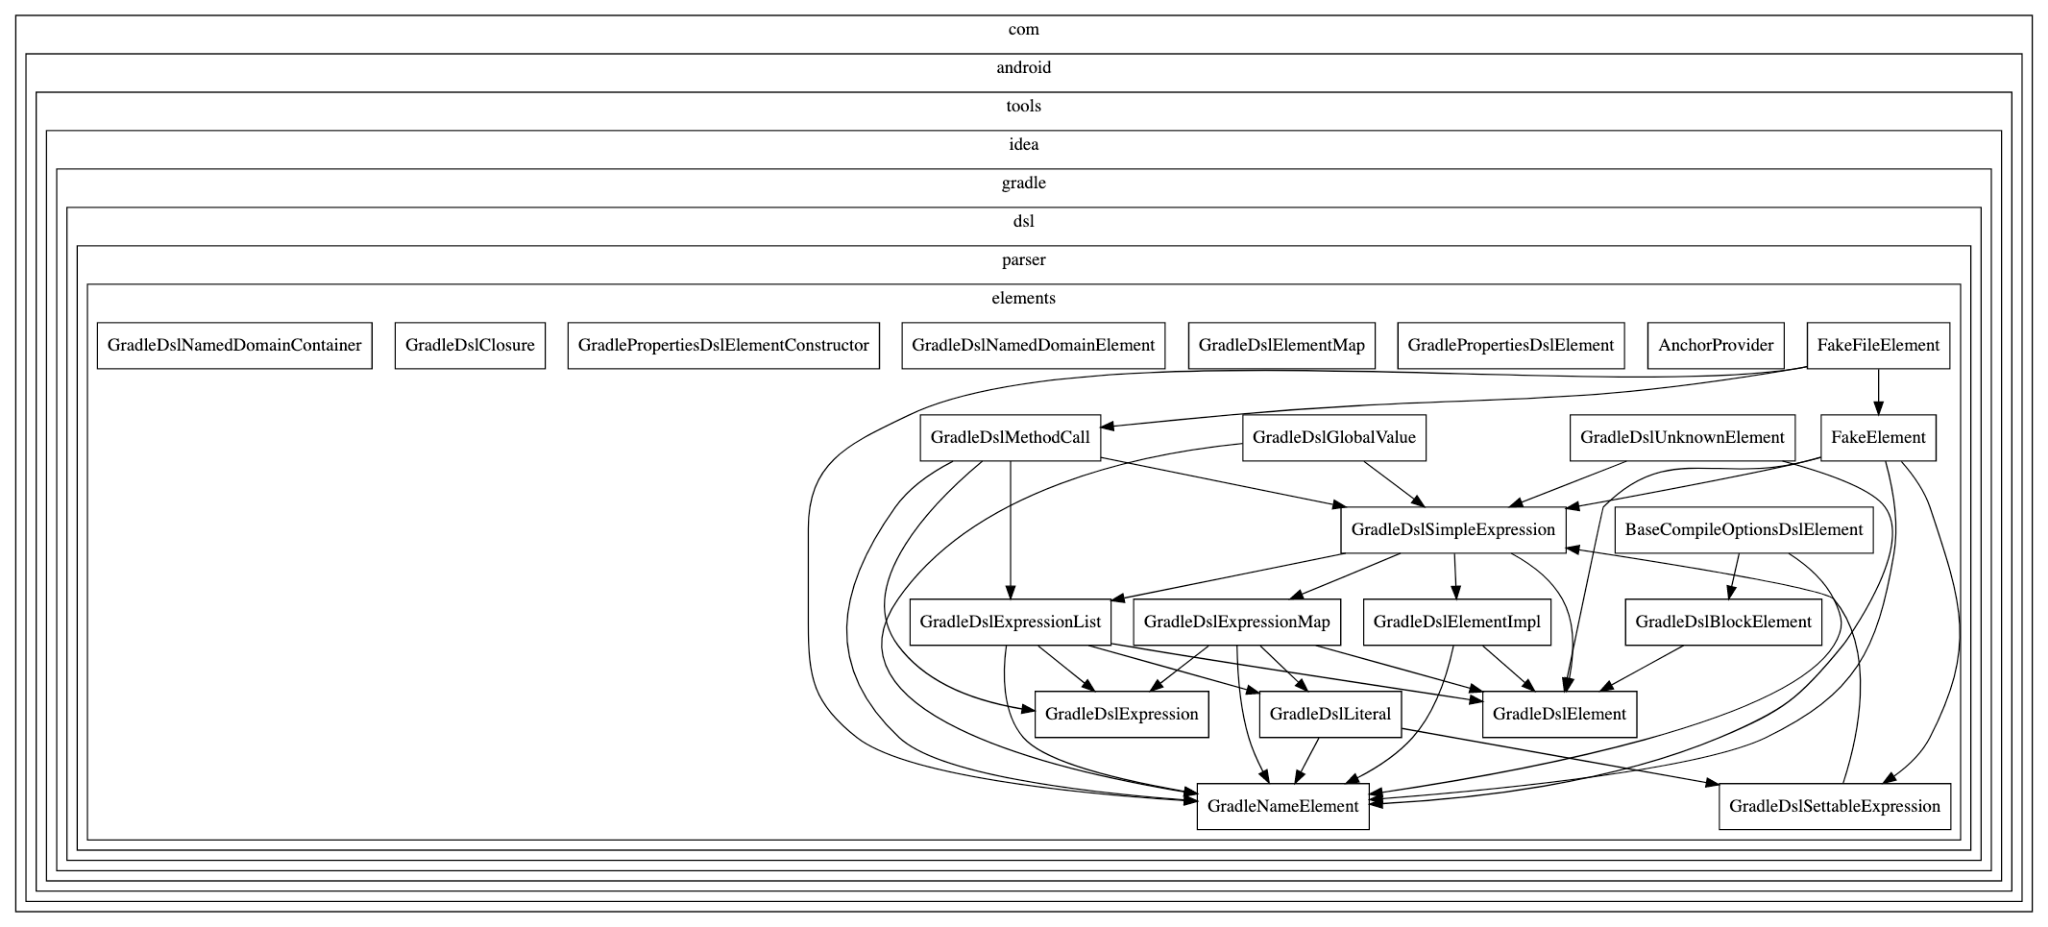 com
android
tools
idea
gradle
dsl
parser
elements
GradleDslNamedDomainContainer
GradleDslClosure
GradlePropertiesDslElementConstructor
GradleDslNamedDomainElement
GradleDslElementMap
GradlePropertiesDslElement
AnchorProvider
FakeFileElement
GradleDslMethodCall
GradleDslGlobalValue
GradleDslUnknownElement
FakeElement
GradleDslSimpleExpression
BaseCompileOptionsDslElement
GradleDslExpressionList
GradleDslExpressionMap
GradleDslElementImpl
GradleDslBlockElement
GradleDslExpression
GradleDslLiteral
GradleDslElement
GradleNameElement
GradleDslSettableExpression